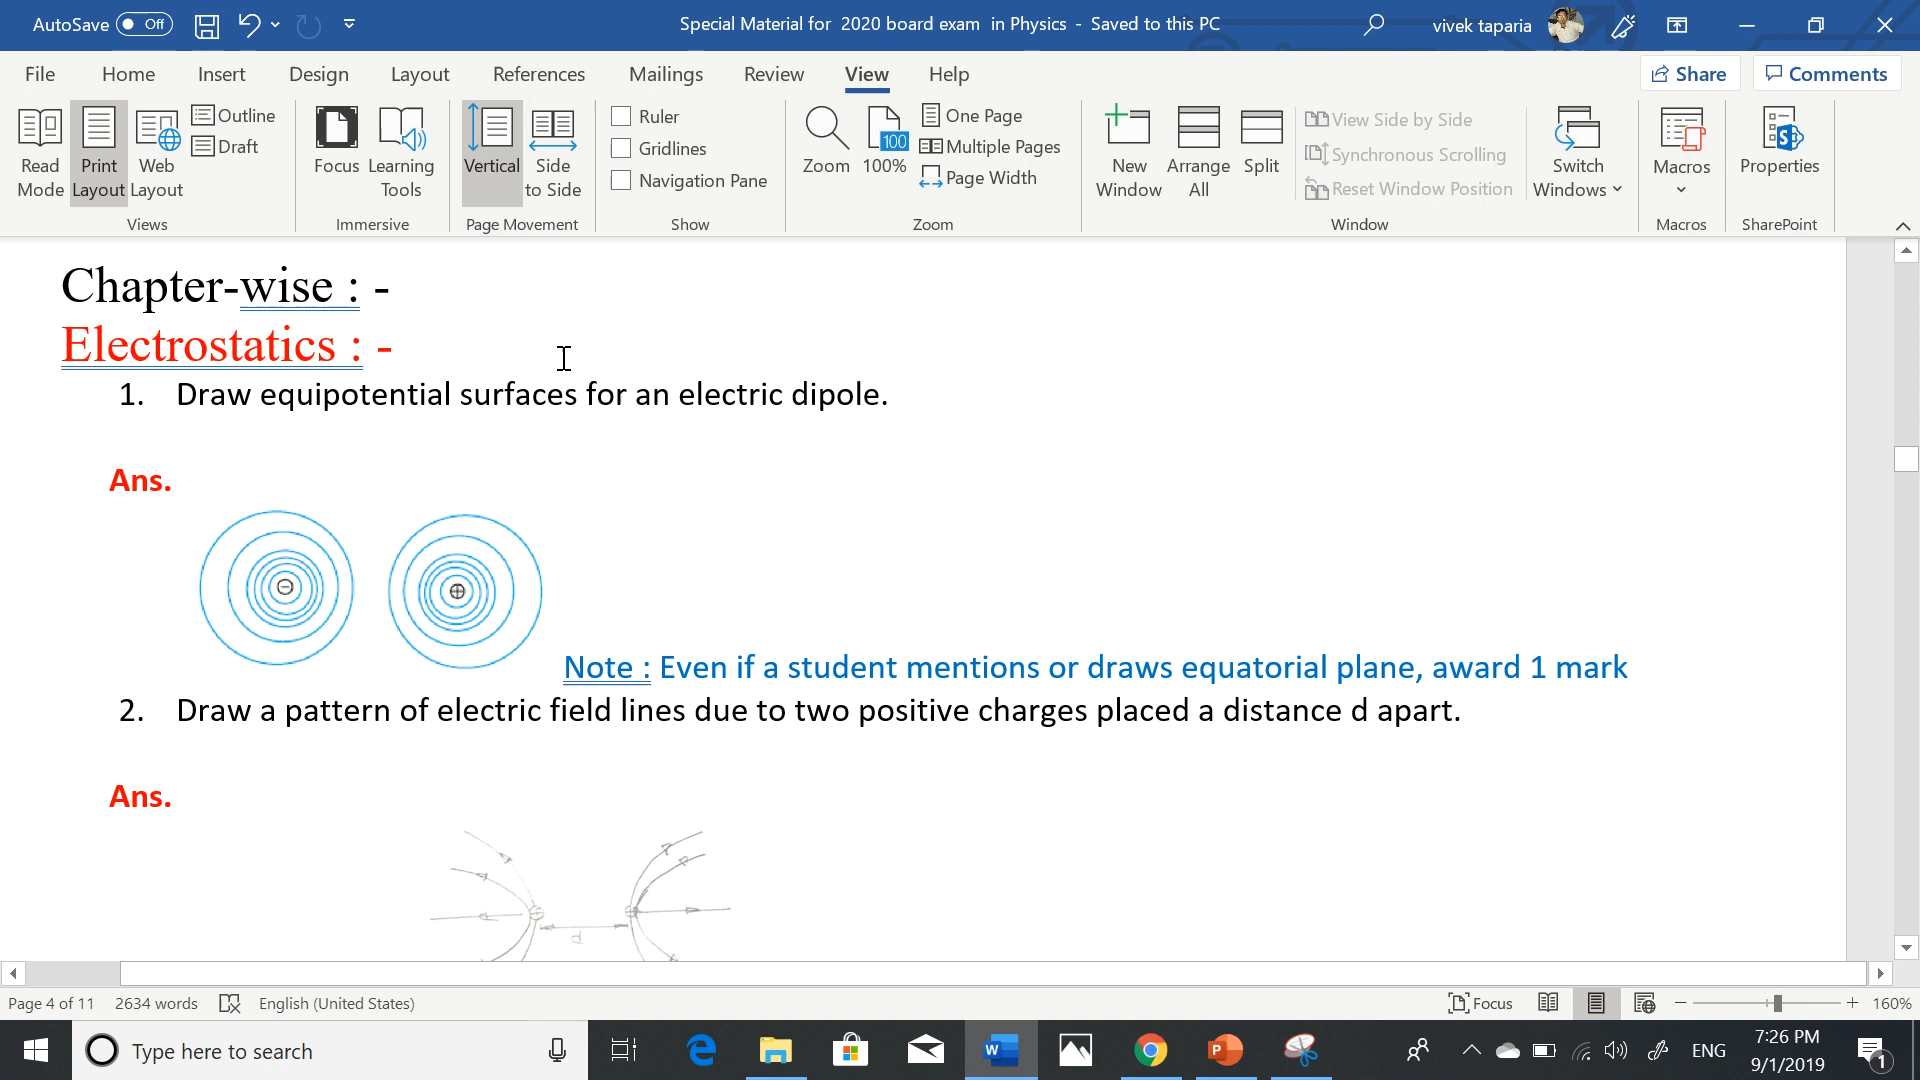 AutoSave Off Special Material for 2020 board exam in Physics - Saved to this PC vivek taparia
File Home Insert Design Layout References Mailings Review View Help Share Comments
Read Mode Print Layout Web Layout Outline Draft Focus Learning Tools Vertical Side to Side Ruler Gridlines Navigation Pane Zoom 100 100% One Page Multiple Pages Page Width New Window Arrange All Split View Side by Side Synchronous Scrolling Reset Window Position Switch Windows Macros Properties
Views Immersive Page Movement Show Zoom Window Macros SharePoint
Chapter-wise : -
Electrostatics : -
1. Draw equipotential surfaces for an electric dipole.
Ans.
Note : Even if a student mentions or draws equatorial plane, award 1 mark
2. Draw a pattern of electric field lines due to two positive charges placed a distance d apart.
Ans.
d
Page 4 of 11 2634 words English (United States) Focus 160%
Type here to search ENG 7:26 PM
9/1/2019 1